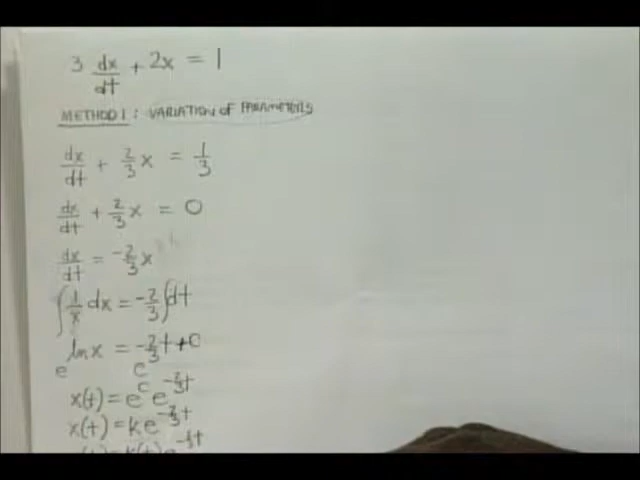 3 dx/dt + 2x = 1
METHOD 1: VARIATION OF PARAMETERS
dx/dt + 2/3 x = 1/3
dx/dt + 2/3 x = 0
dx/dt = -2/3 x
∫ 1/x dx = -2/3 ∫ dt
e^ln x = e^-2/3 t + C
x(t) = e^c e^-2/3 t
x(t) = k e^-2/3 t